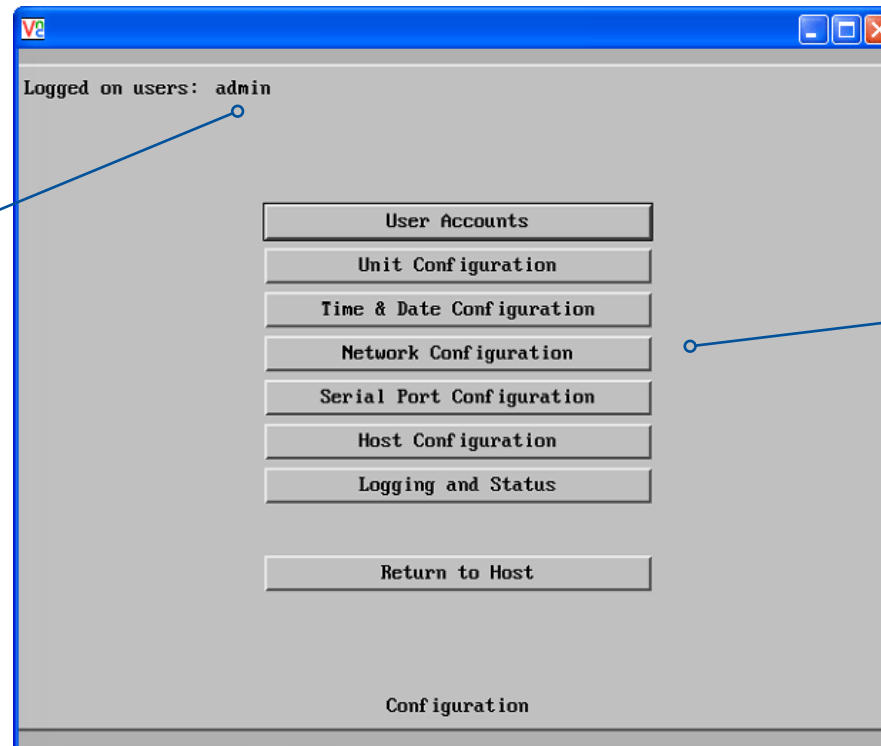 Logged on users: admin
User Accounts
Unit Configuration
Time & Date Configuration
Network Configuration
Serial Port Configuration
Host Configuration
Logging and Status
Return to Host
Configuration